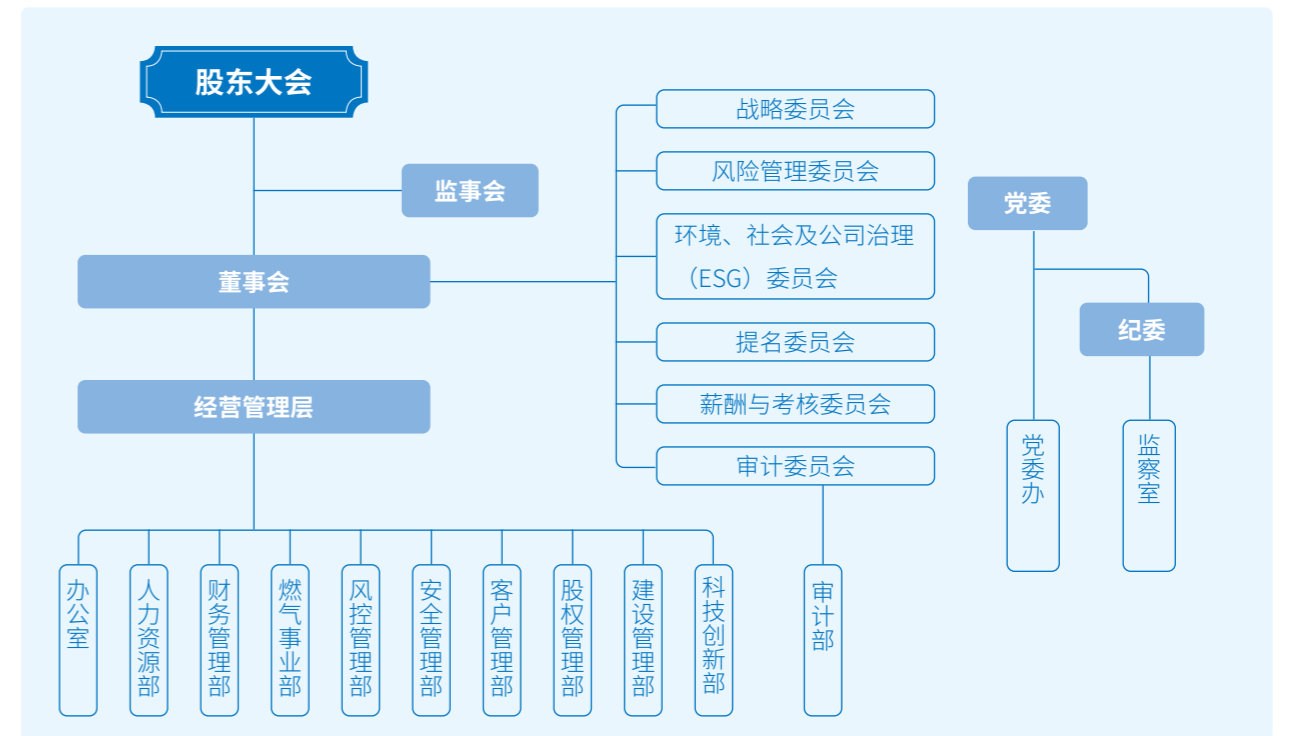 股东大会
监事会
董事会
经营管理层
战略委员会
风险管理委员会
环境、社会及公司治理
（ESG）委员会
提名委员会
薪酬与考核委员会
审计委员会
党委
纪委
党委办
监察室
办公室
人力资源部
财务管理部
燃气事业部
风控管理部
安全管理部
客户管理部
股权管理部
建设管理部
科技创新部
审计部